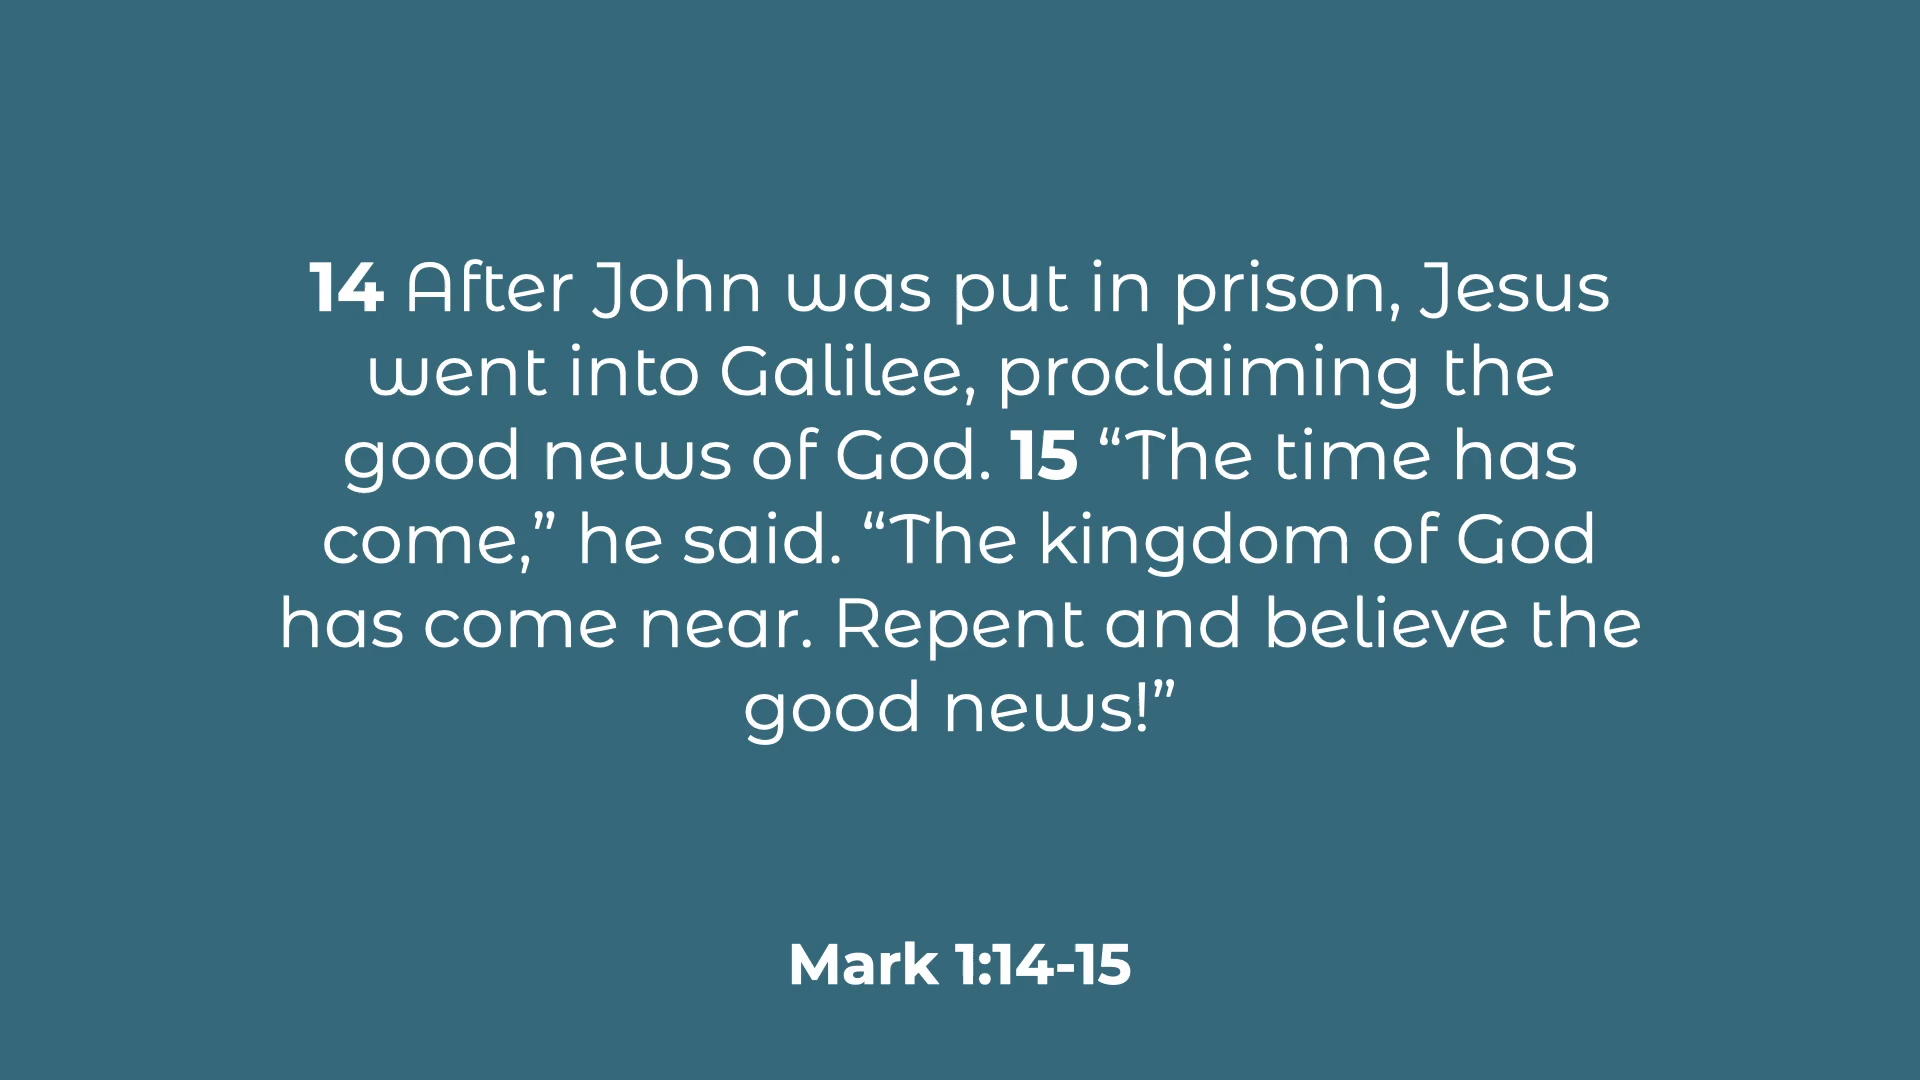 14 After John was put in prison, Jesus
went into Galilee, proclaiming the
good news of God. 15 “The time has
come,” he said. “The kingdom of God
has come near. Repent and believe the
good news!”
Mark 1:14-15